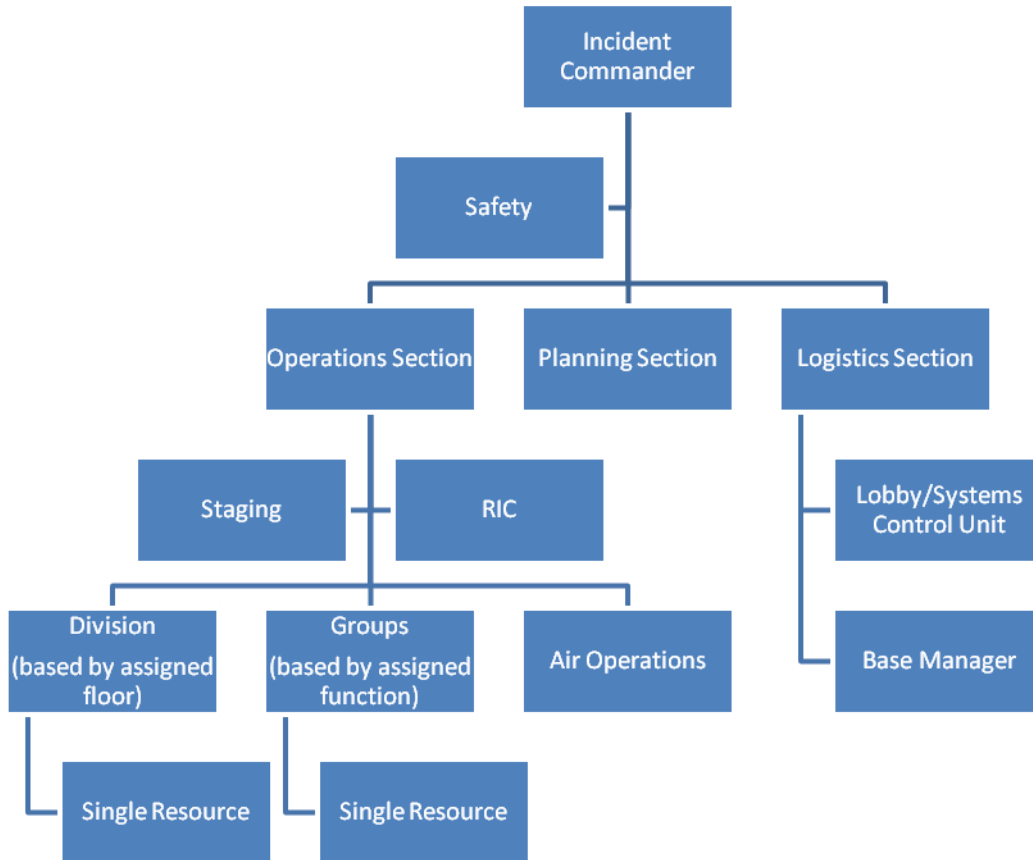 Incident
Commander
Safety
Operations Section
Planning Section
Logistics Section
Staging
RIC
Lobby/Systems
Control Unit
Division
(based by assigned
floor)
Groups
(based by assigned
function)
Air Operations
Base Manager
Single Resource
Single Resource